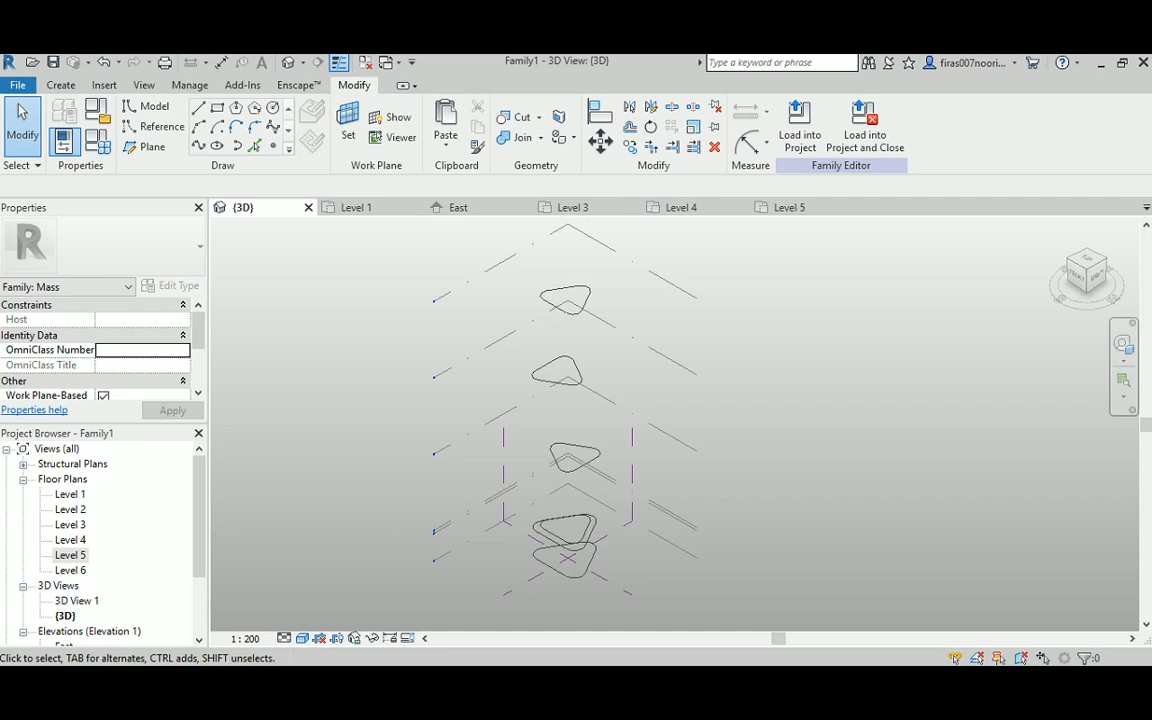 Family1 - 3D View: {3D}
Type a keyword or phrase
firas007noori...
File
Create
Insert
View
Manage
Add-Ins
Enscape™
Modify
Modify
Model
Reference
Plane
Set
Show
Viewer
Paste
Cut
Join
Load into
Project
Load into
Project and Close
Select
Properties
Draw
Work Plane
Clipboard
Geometry
Modify
Measure
Family Editor
Properties
{3D}
Level 1
East
Level 3
Level 4
Level 5
R
Family: Mass
Edit Type
Constraints
Host
Identity Data
OmniClass Number
OmniClass Title
Other
Work Plane-Based
Properties help
Apply
Project Browser - Family1
Views (all)
Structural Plans
Floor Plans
Level 1
Level 2
Level 3
Level 4
Level 5
Level 6
3D Views
3D View 1
{3D}
Elevations (Elevation 1)
East
TOP
FRONT
1 : 200
Click to select, TAB for alternates, CTRL adds, SHIFT unselects.
:0